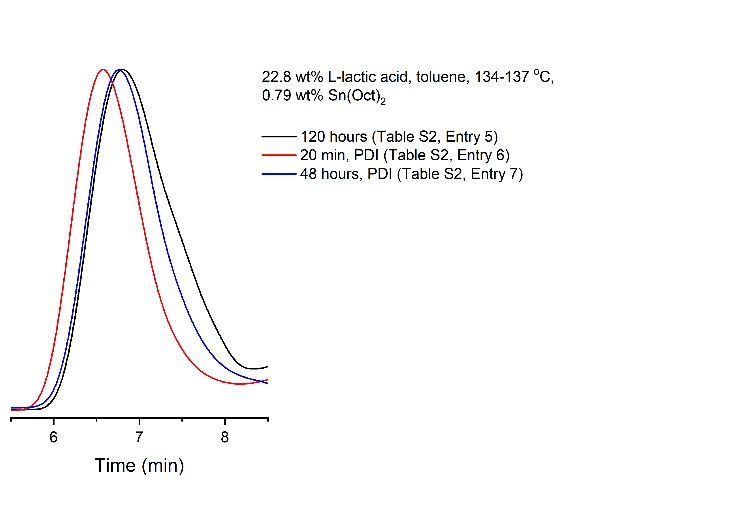 22.8 wt% L-lactic acid, toluene, 134-137 °C,
0.79 wt% Sn(Oct)₂
120 hours (Table S2, Entry 5)
20 min, PDI (Table S2, Entry 6)
48 hours, PDI (Table S2, Entry 7)
6 7 8
Time (min)